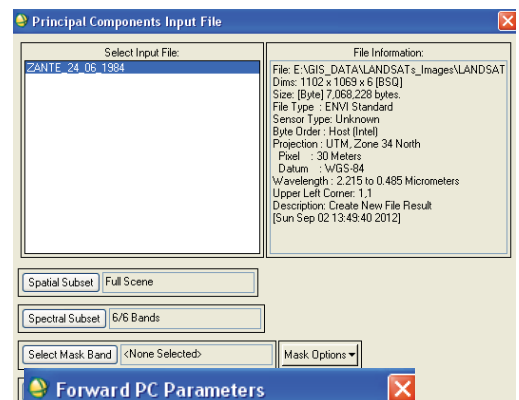 Principal Components Input File
Select Input File:
ZANTE_24_06_1984
File Information:
File: E:\GIS_DATA\LANDSATs_Images\LANDSAT
Dims: 1102 x 1069 x 6 [BSQ]
Size: [Byte] 7,068,228 bytes.
File Type : ENVI Standard
Sensor Type: Unknown
Byte Order : Host (Intel)
Projection : UTM, Zone 34 North
Pixel : 30 Meters
Datum : WGS-84
Wavelength : 2.215 to 0.485 Micrometers
Upper Left Corner: 1,1
Description: Create New File Result
[Sun Sep 02 13:49:40 2012]
Spatial Subset Full Scene
Spectral Subset 6/6 Bands
Select Mask Band <None Selected> Mask Options
Forward PC Parameters